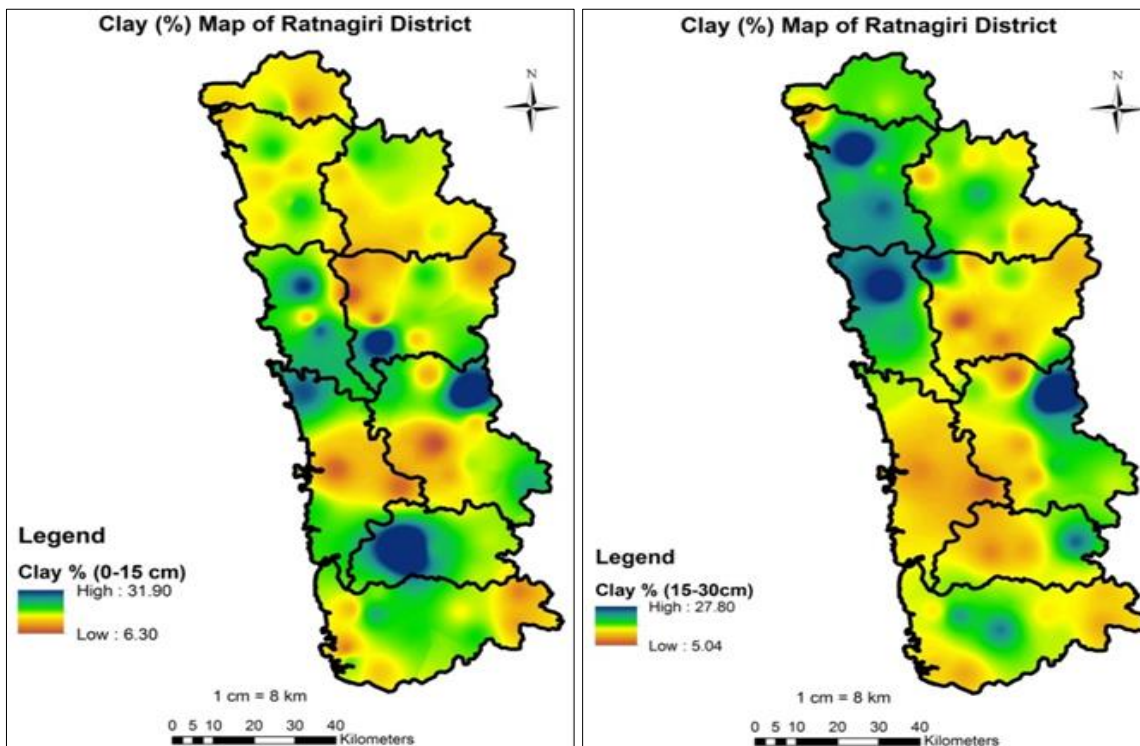 Clay (%) Map of Ratnagiri District
N
Legend
Clay % (0-15 cm)
High : 31.90
Low : 6.30
1 cm = 8 km
0 5 10 20 30 40
Kilometers
Clay (%) Map of Ratnagiri District
N
Legend
Clay % (15-30cm)
High : 27.80
Low : 5.04
1 cm = 8 km
0 5 10 20 30 40
Kilometers